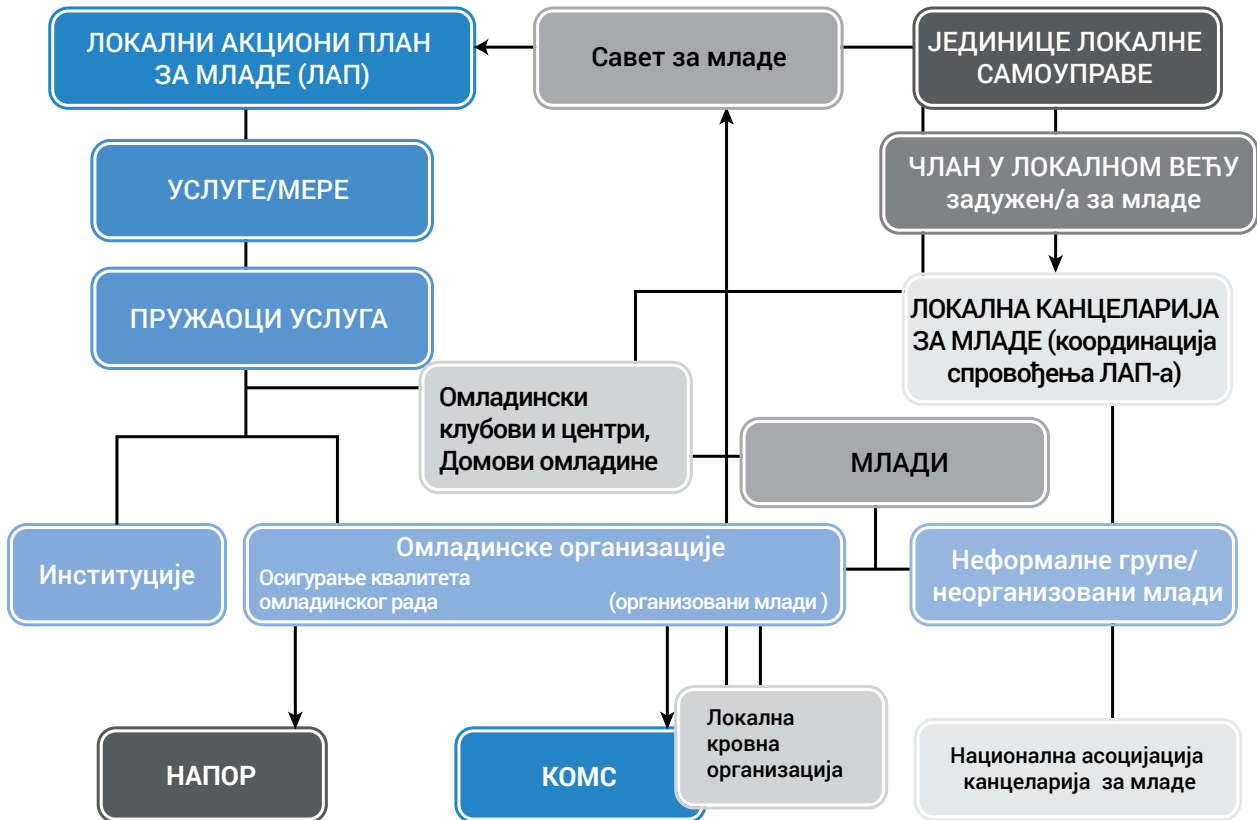 ЛОКАЛНИ АКЦИОНИ ПЛАН
ЗА МЛАДЕ (ЛАП)
Савет за младе
ЈЕДИНИЦЕ ЛОКАЛНЕ
САМОУПРАВЕ
УСЛУГЕ/МЕРЕ
ЧЛАН У ЛОКАЛНОМ ВЕЋУ
задужен/а за младе
ПРУЖАОЦИ УСЛУГА
ЛОКАЛНА КАНЦЕЛАРИЈА
ЗА МЛАДЕ (координација
спровођења ЛАП-а)
Омладински
клубови и центри,
Домови омладине
МЛАДИ
Институције
Омладинске организације
Осигурање квалитета
омладинског рада (организовани млади )
Неформалне групе/
неорганизовани млади
НАПОР
КОМС
Локална
кровна
организација
Национална асоцијација
канцеларија за младе